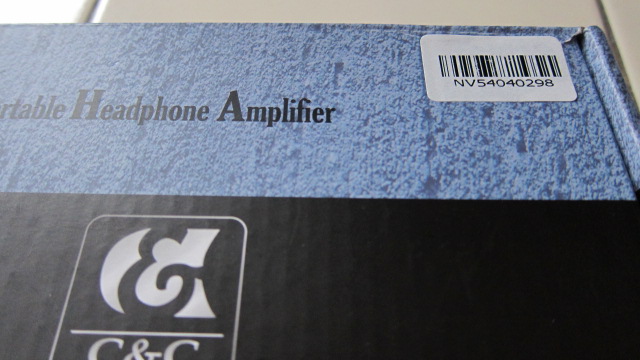 NV54040298
rtable Headphone Amplifier
C&C